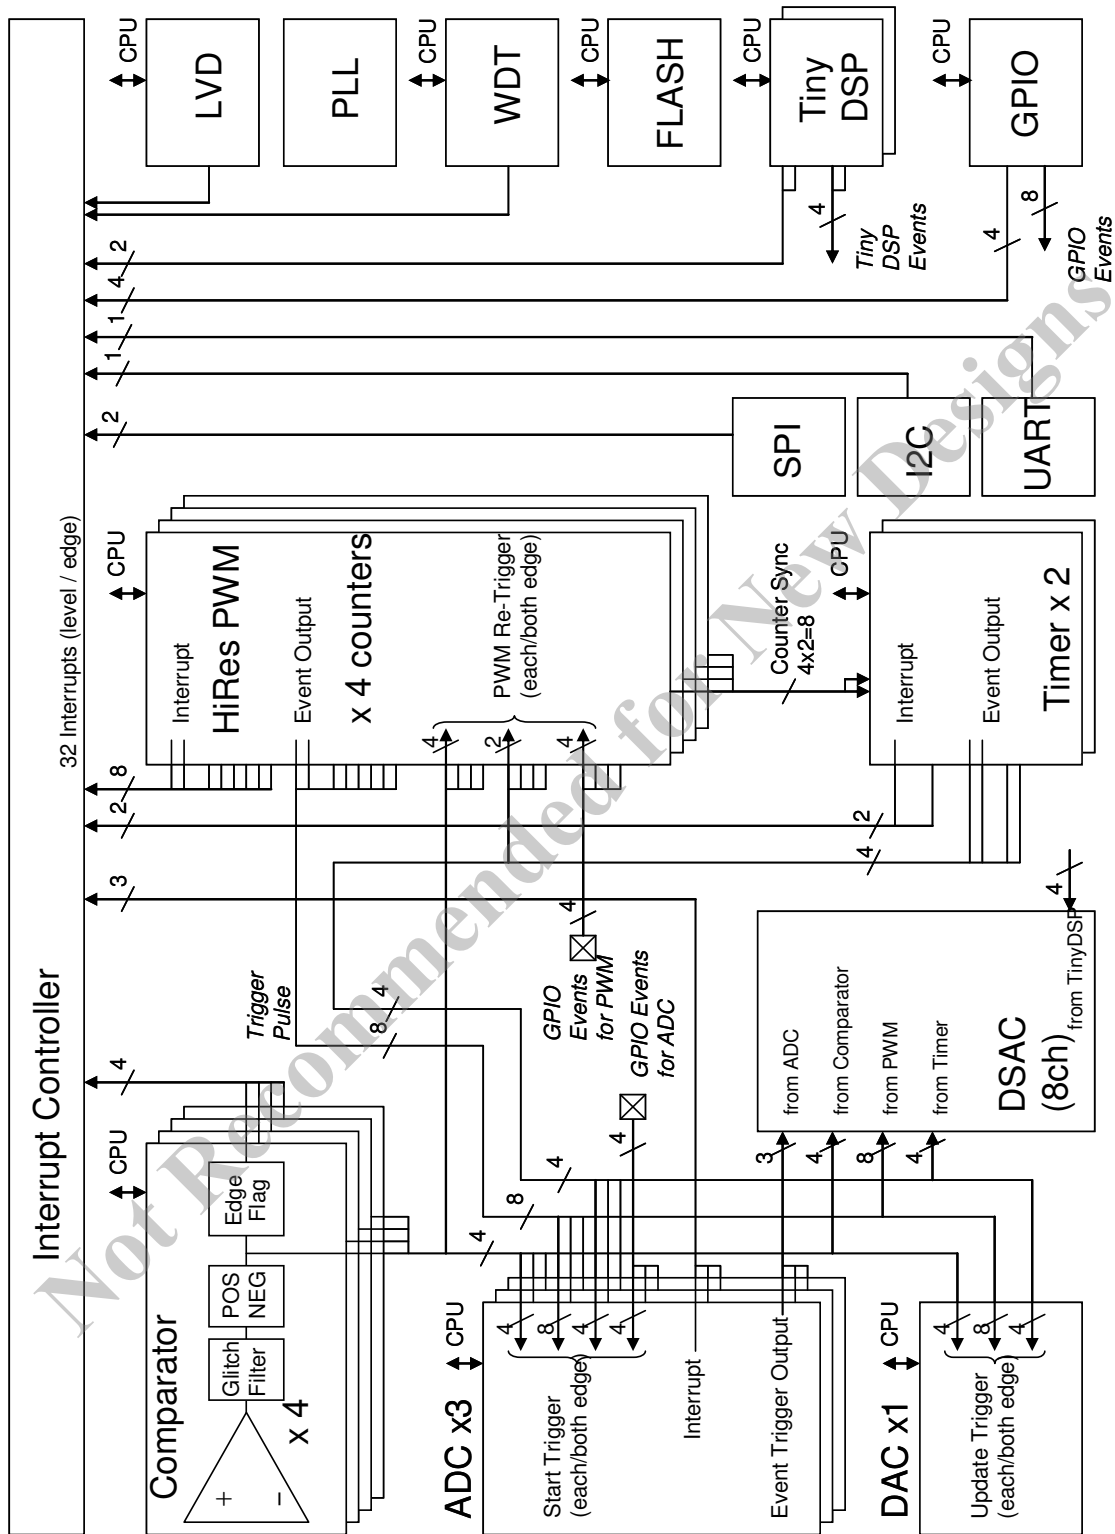 Interrupt Controller
32 Interrupts (level / edge)
4
3
2
8
2
1
1
4
2
CPU
Comparator
+
-
Glitch
Filter
POS
NEG
Edge
Flag
x 4
Trigger
Pulse
CPU
Interrupt
HiRes PWM
Event Output
x 4 counters
4
2
4
PWM Re-Trigger
(each/both edge)
CPU
LVD
PLL
CPU
WDT
CPU
FLASH
CPU
Tiny
DSP
4
Tiny
DSP
Events
CPU
GPIO
4
8
GPIO
Events
SPI
I2C
UART
Counter Sync
4x2=8
CPU
Interrupt
Event Output
Timer x 2
2
4
8
4
GPIO
Events
for PWM
4
GPIO Events
for ADC
4
4
8
4
CPU
ADC x3
4
8
4
4
Start Trigger
(each/both edge)
Interrupt
Event Trigger Output
3
4
8
4
from ADC
from Comparator
from PWM
from Timer
DSAC
(8ch)
from TinyDSP
4
CPU
DAC x1
4
8
4
Update Trigger
(each/both edge)
Not Recommended for New Designs